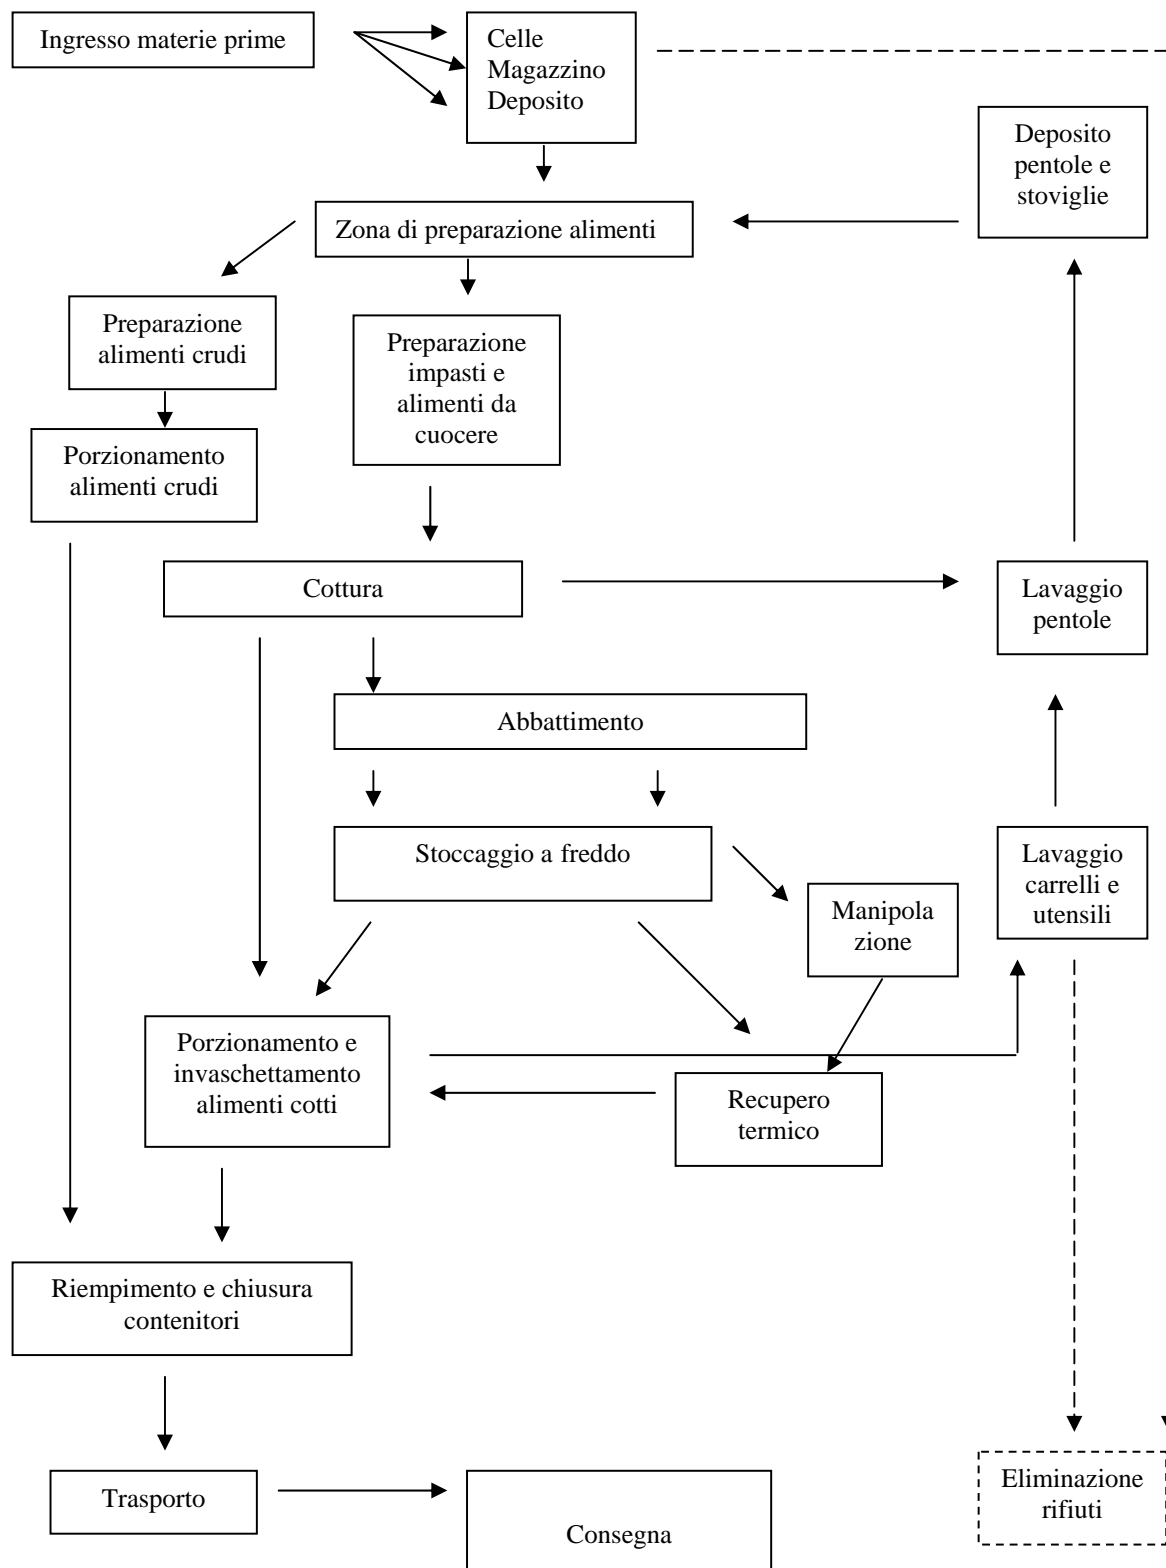 Ingresso materie prime
Celle
Magazzino
Deposito
Deposito
pentole e
stoviglie
Zona di preparazione alimenti
Preparazione
alimenti crudi
Preparazione
impasti e
alimenti da
cuocere
Porzionamento
alimenti crudi
Cottura
Lavaggio
pentole
Abbattimento
Stoccaggio a freddo
Lavaggio
carrelli e
utensili
Manipola
zione
Porzionamento e
invaschettamento
alimenti cotti
Recupero
termico
Riempimento e chiusura
contenitori
Trasporto
Consegna
Eliminazione
rifiuti